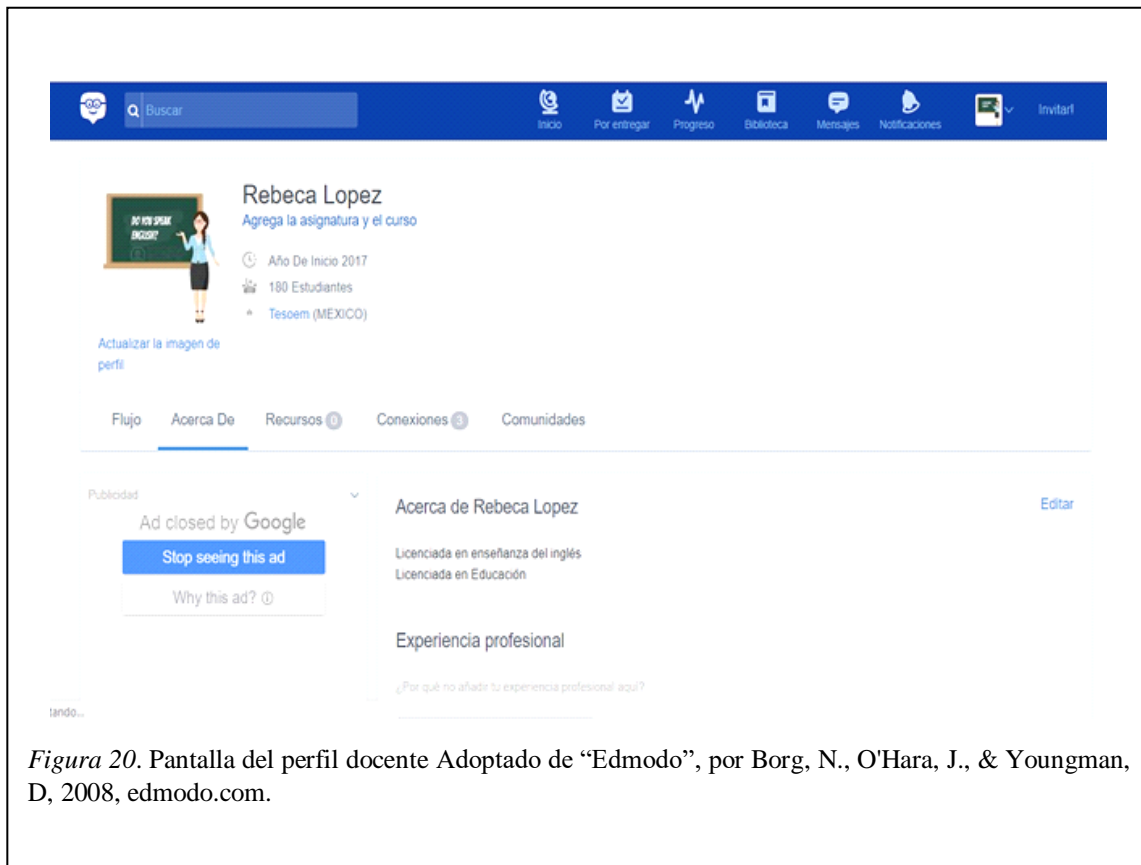 Buscar
Inicio
Por entregar
Progreso
Biblioteca
Mensajes
Notificaciones
Invitar!
DO YOU SPEAK
ENGLISH?
Rebeca Lopez
Agrega la asignatura y el curso
Año De Inicio 2017
180 Estudiantes
Tesoem (MEXICO)
Actualizar la imagen de
perfil
Flujo Acerca De Recursos 0 Conexiones 3 Comunidades
Publicidad
Ad closed by Google
Stop seeing this ad
Why this ad?
Acerca de Rebeca Lopez
Editar
Licenciada en enseñanza del inglés
Licenciada en Educación
Experiencia profesional
¿Por qué no añadir tu experiencia profesional aquí?
tando...
Figura 20. Pantalla del perfil docente Adoptado de “Edmodo”, por Borg, N., O'Hara, J., & Youngman,
D, 2008, edmodo.com.